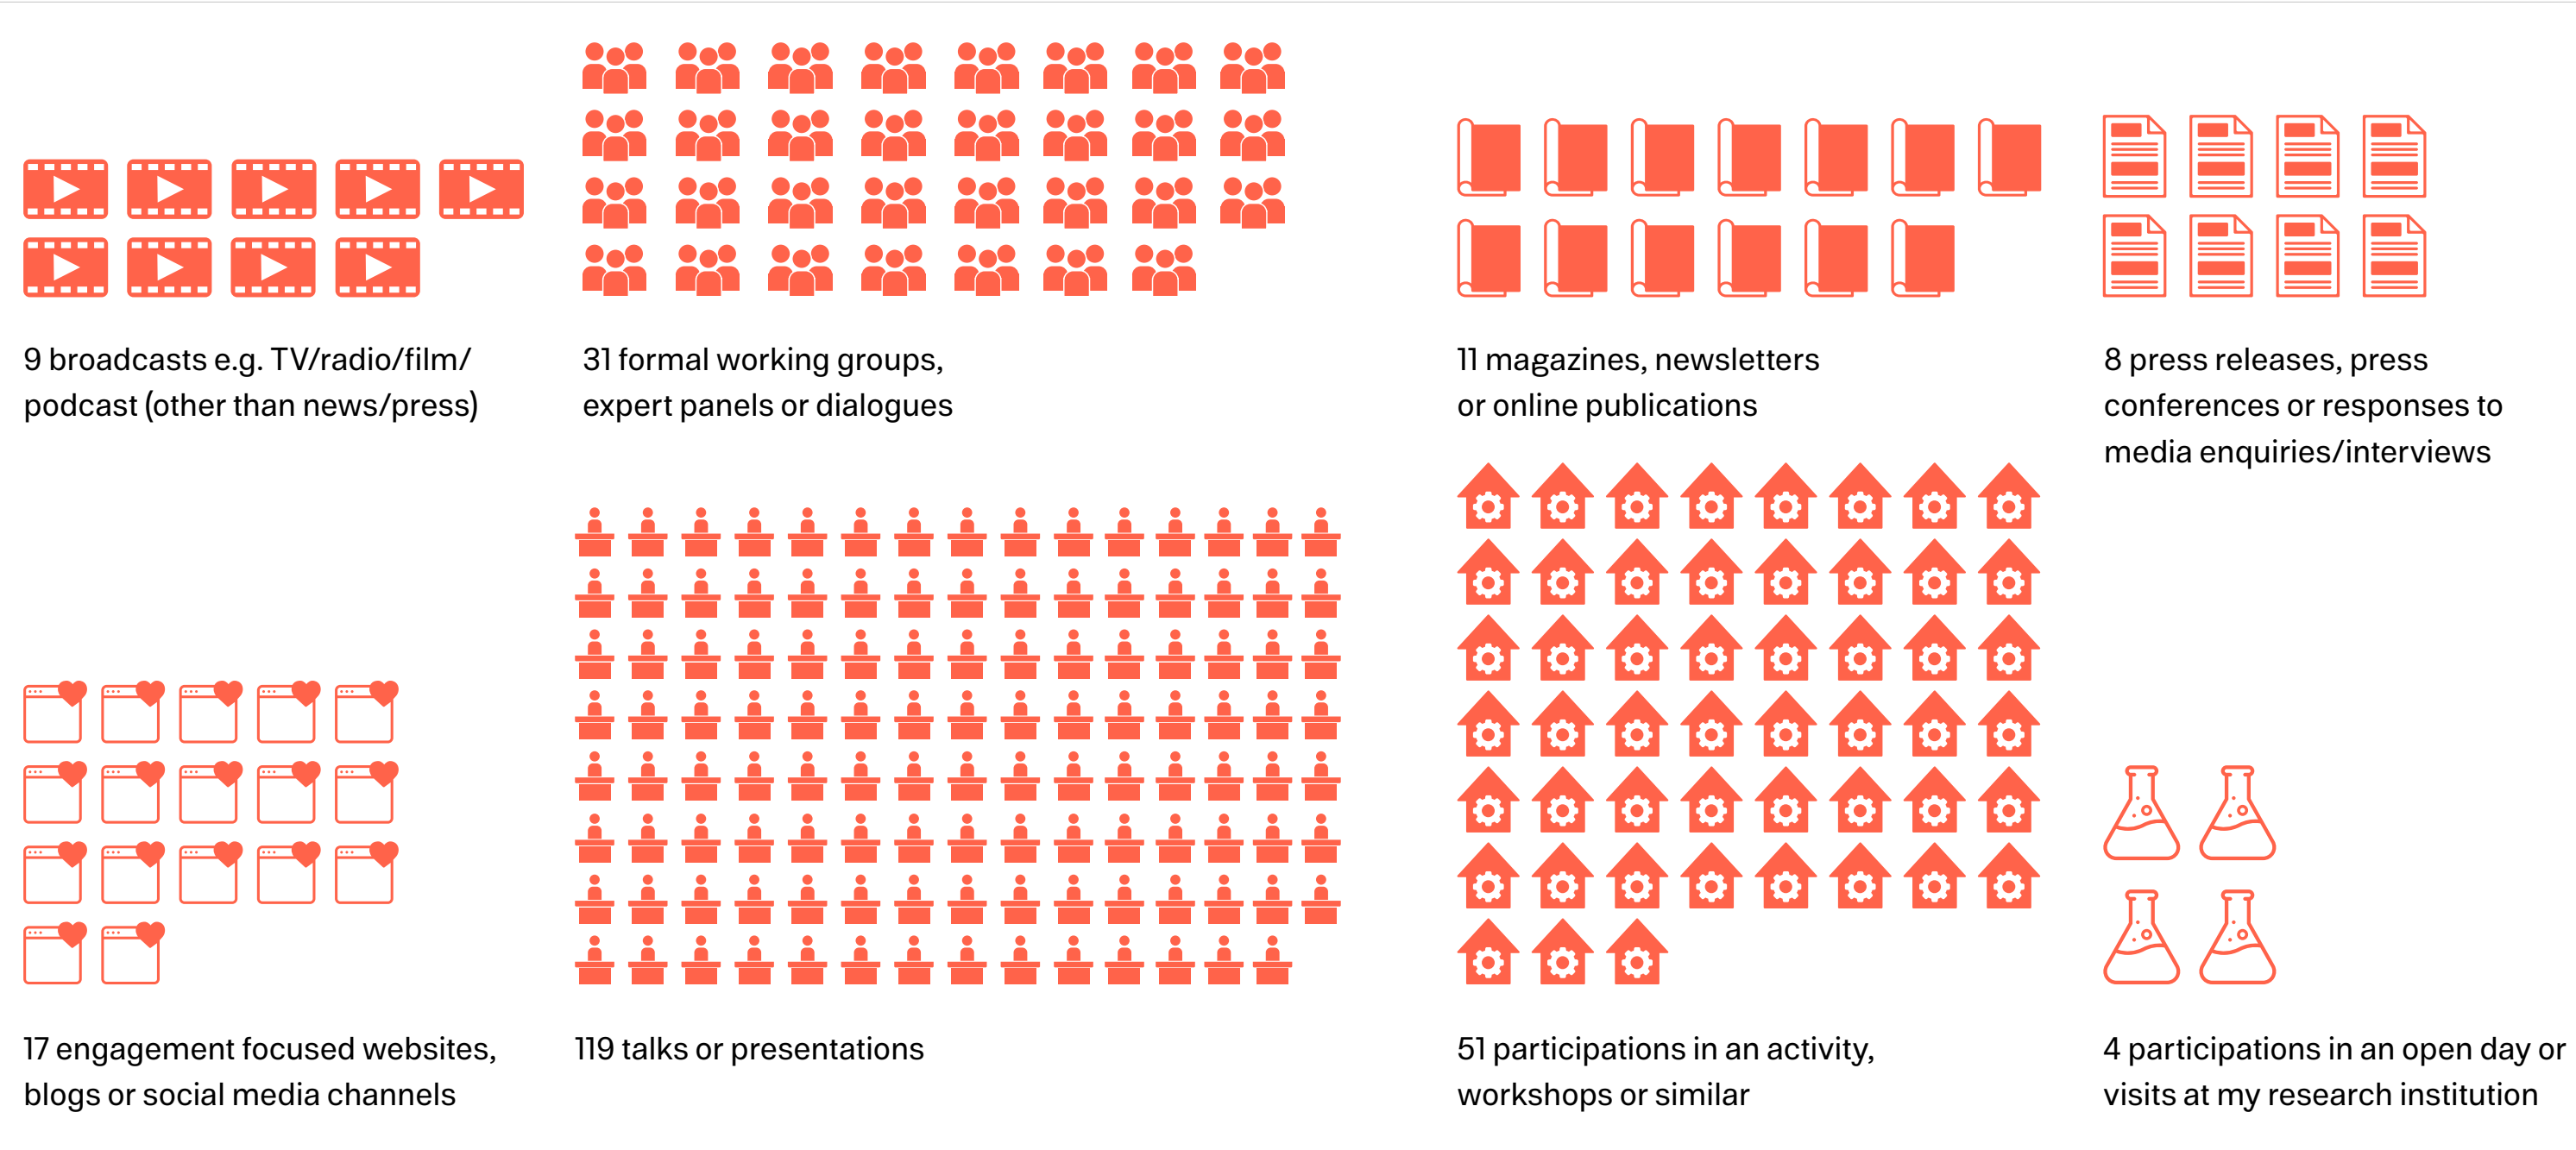 9 broadcasts e.g. TV/radio/film/
podcast (other than news/press)
31 formal working groups,
expert panels or dialogues
11 magazines, newsletters
or online publications
8 press releases, press
conferences or responses to
media enquiries/interviews
17 engagement focused websites,
blogs or social media channels
119 talks or presentations
51 participations in an activity,
workshops or similar
4 participations in an open day or
visits at my research institution